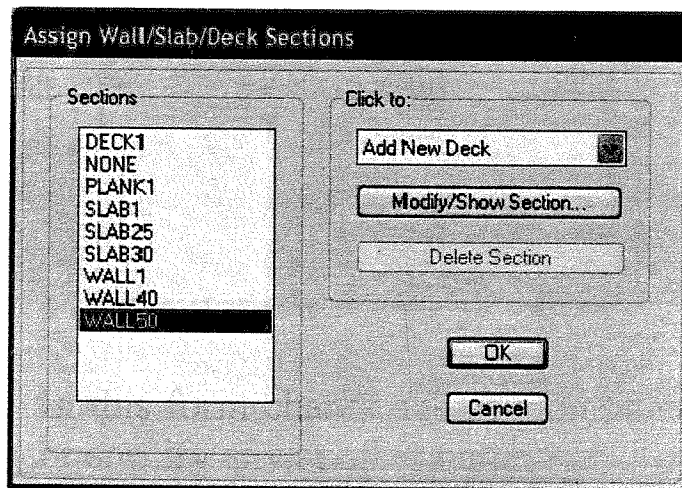 Assign Wall/Slab/Deck Sections
Sections
DECK1
NONE
PLANK1
SLAB1
SLAB25
SLAB30
WALL1
WALL40
WALL50
Click to:
Add New Deck
Modify/Show Section...
Delete Section
OK
Cancel